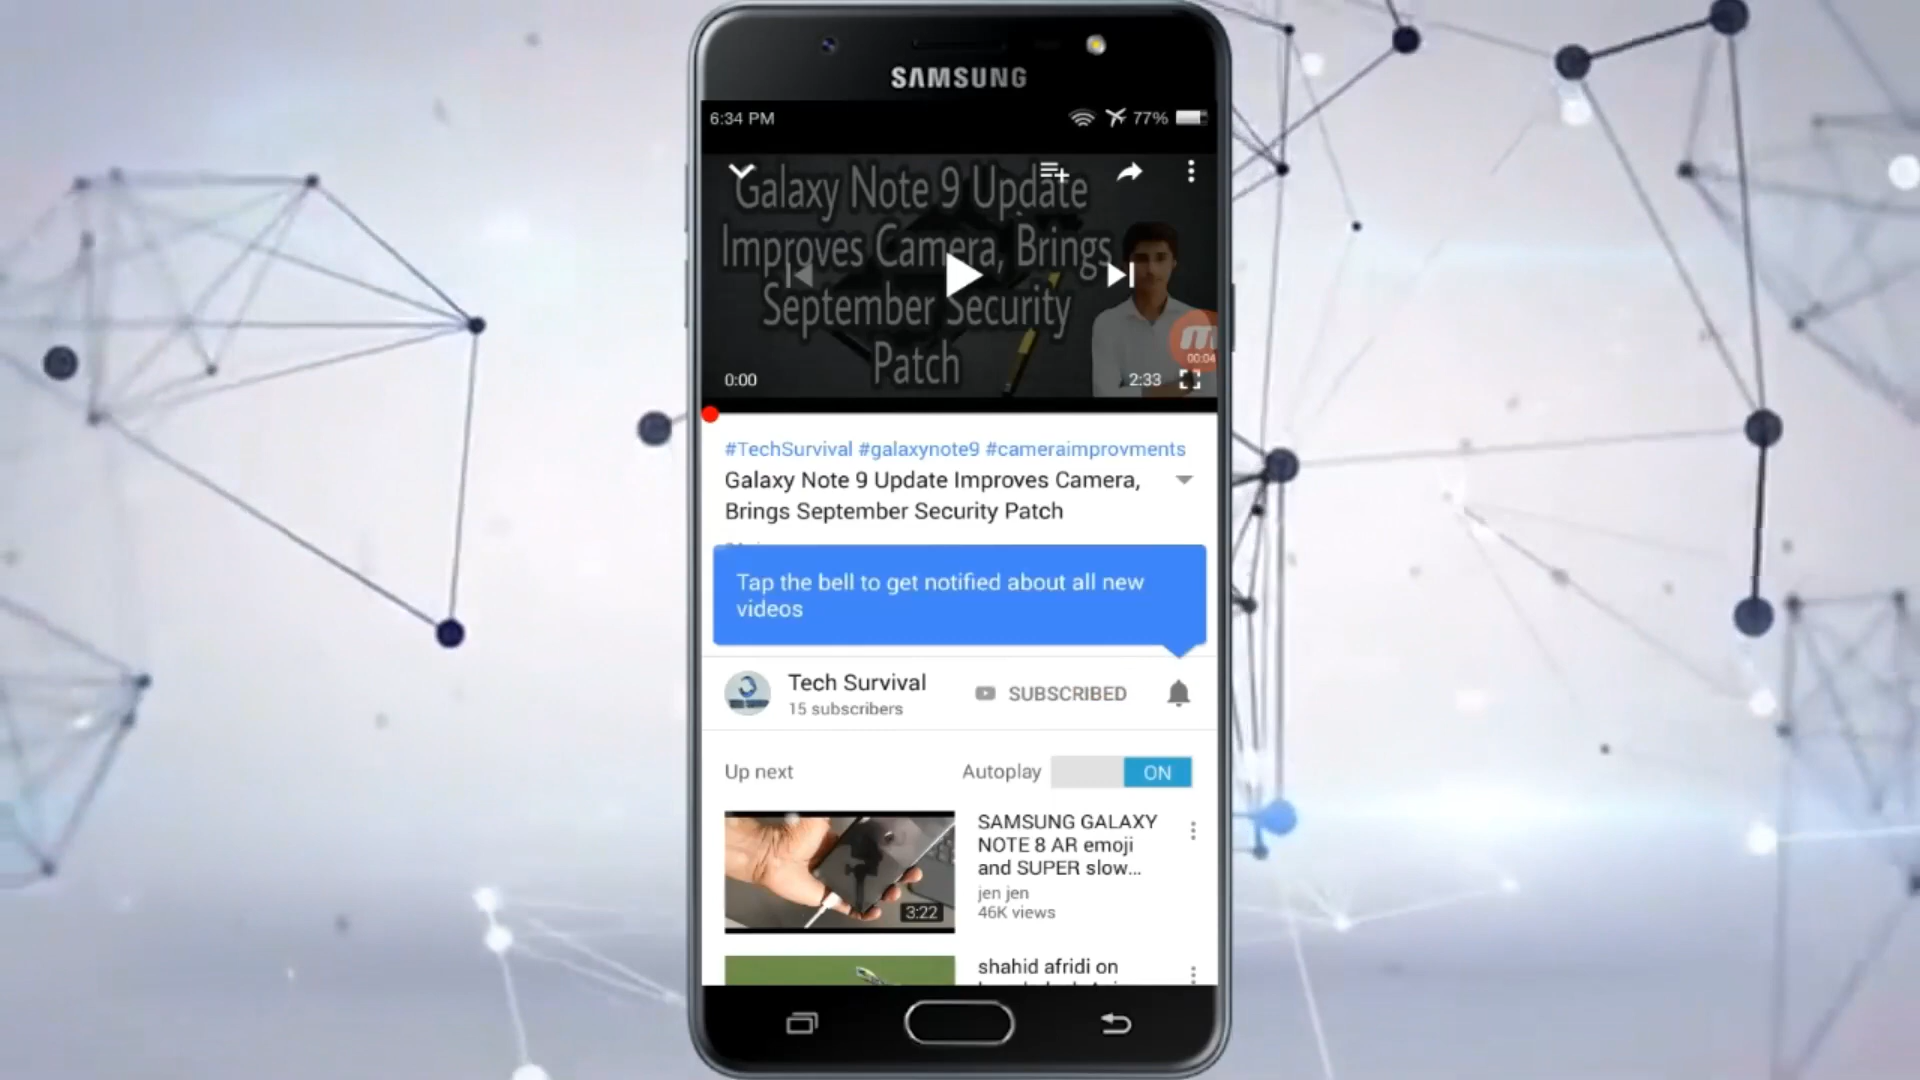 SAMSUNG
6:34 PM
77%
Galaxy Note 9 Update
Improves Camera, Brings
September Security
Patch
00:04
0:00
2:33
#TechSurvival #galaxynote9 #cameraimprovments
Galaxy Note 9 Update Improves Camera,
Brings September Security Patch
Tap the bell to get notified about all new
videos
Tech Survival
15 subscribers
SUBSCRIBED
Up next
Autoplay
ON
3:22
SAMSUNG GALAXY
NOTE 8 AR emoji
and SUPER slow...
jen jen
46K views
shahid afridi on